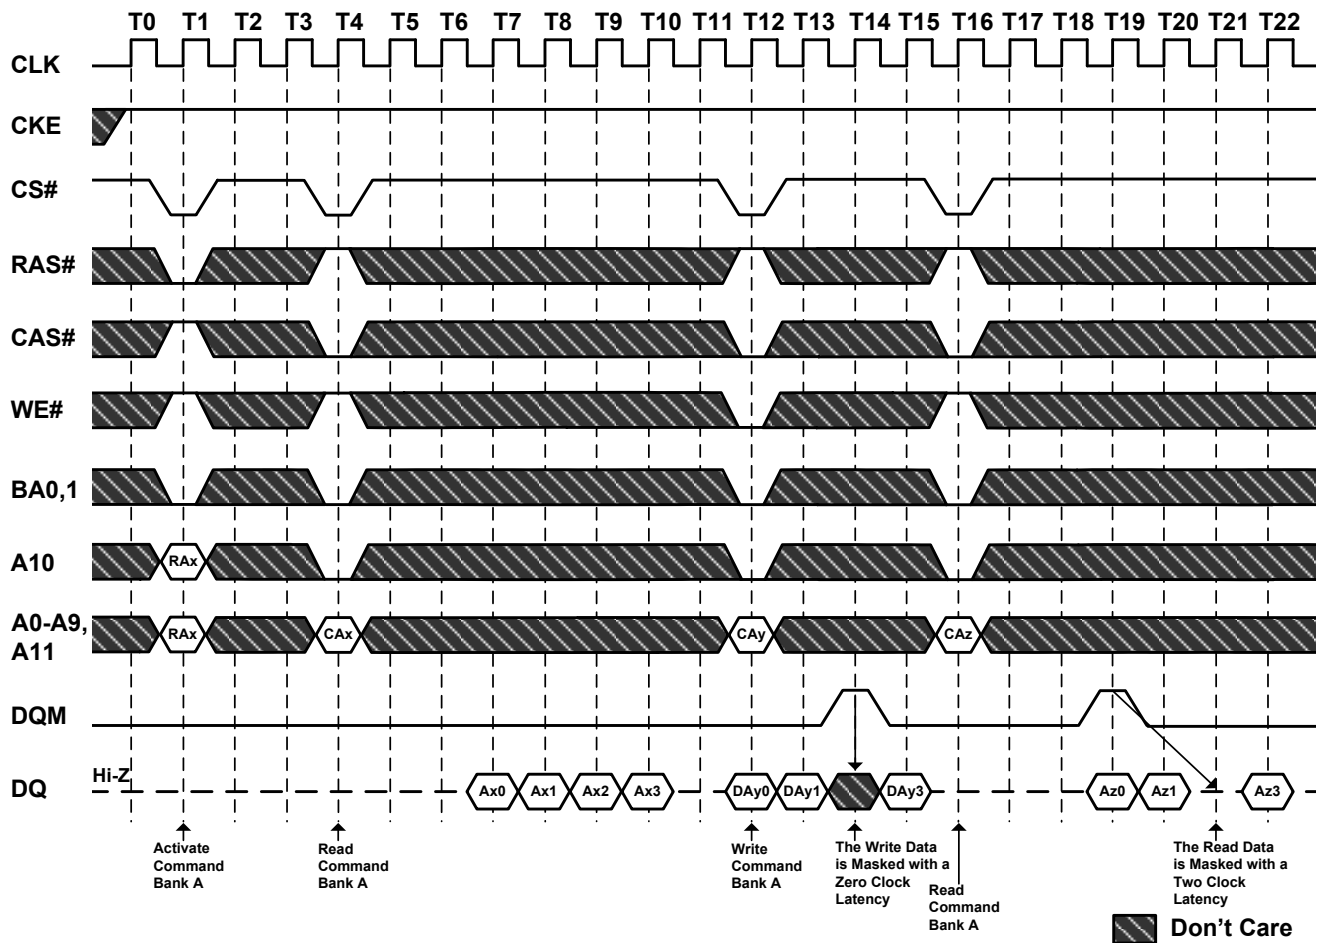 T0 T1 T2 T3 T4 T5 T6 T7 T8 T9 T10 T11 T12 T13 T14 T15 T16 T17 T18 T19 T20 T21 T22
CLK
CKE
CS#
RAS#
CAS#
WE#
BA0,1
A10
RAx
A0-A9,
A11
RAx CAx CAy CAz
DQM
DQ
Hi-Z
Ax0 Ax1 Ax2 Ax3 DAy0 DAy1 DAy3 Az0 Az1 Az3
Activate
Command
Bank A
Read
Command
Bank A
Write
Command
Bank A
The Write Data
is Masked with a
Zero Clock
Latency
Read
Command
Bank A
The Read Data
is Masked with a
Two Clock
Latency
Don't Care